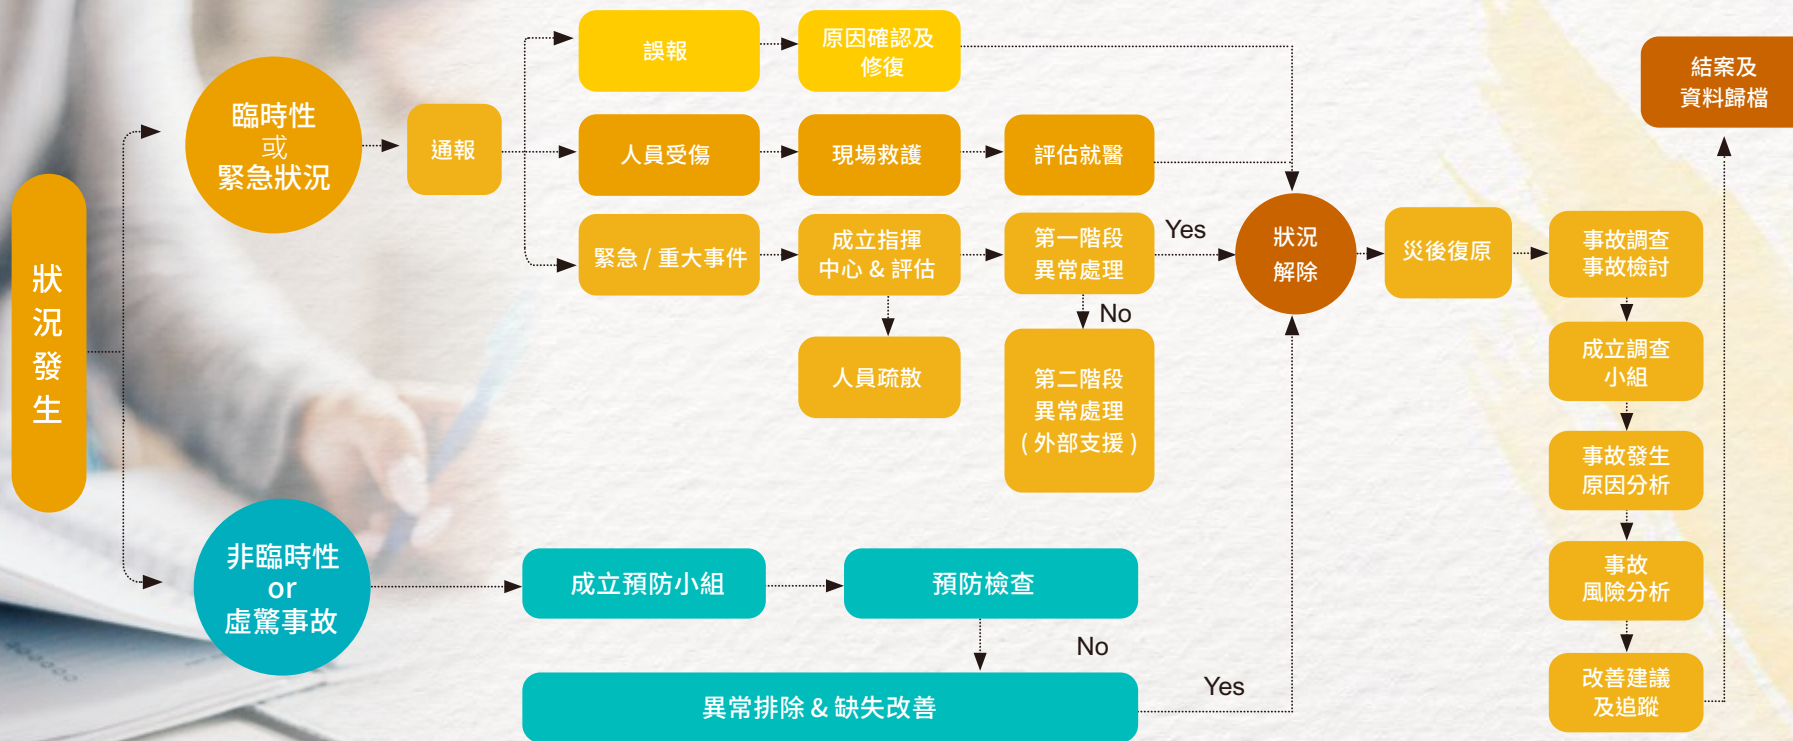 狀
況
發
生
臨時性
或
緊急狀況
通報
誤報
原因確認及
修復
人員受傷
現場救護
評估就醫
緊急 / 重大事件
成立指揮
中心 & 評估
第一階段
異常處理
Yes
No
人員疏散
第二階段
異常處理
( 外部支援 )
狀況
解除
災後復原
事故調查
事故檢討
成立調查
小組
事故發生
原因分析
事故
風險分析
改善建議
及追蹤
結案及
資料歸檔
非臨時性
or
虛驚事故
成立預防小組
預防檢查
No
異常排除 & 缺失改善
Yes